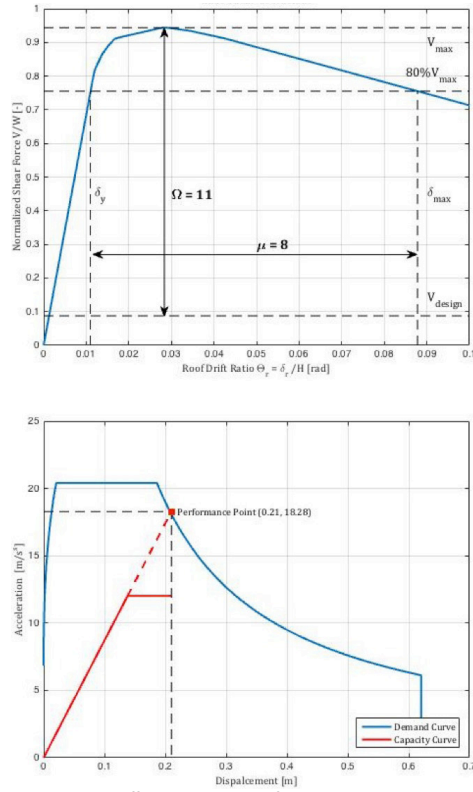 1
0.9
0.8
0.7
0.6
0.5
0.4
0.3
0.2
0.1
0
Normalized Shear Force V/W [-]
V_max
80%V_max
δ_y
Ω = 11
δ_max
μ = 8
V_design
0 0.01 0.02 0.03 0.04 0.05 0.06 0.07 0.08 0.09 0.1
Roof Drift Ratio Θ_r = δ_r /H [rad]
25
20
15
10
5
0
Acceleration [m/s²]
Performance Point (0.21, 18.28)
Demand Curve
Capacity Curve
0 0.1 0.2 0.3 0.4 0.5 0.6 0.7
Dispalcement [m]